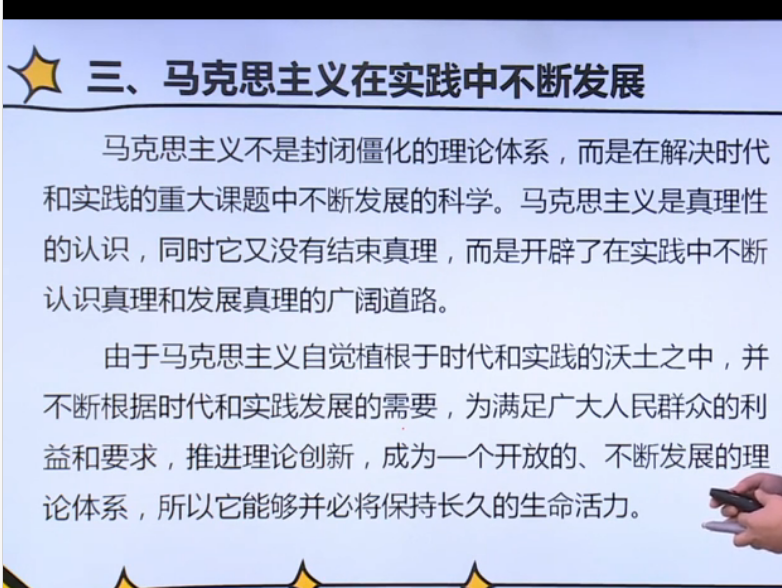 三、马克思主义在实践中不断发展
马克思主义不是封闭僵化的理论体系，而是在解决时代
和实践的重大课题中不断发展的科学。马克思主义是真理性
的认识，同时它又没有结束真理，而是开辟了在实践中不断
认识真理和发展真理的广阔道路。
由于马克思主义自觉植根于时代和实践的沃土之中，并
不断根据时代和实践发展的需要，为满足广大人民群众的利
益和要求，推进理论创新，成为一个开放的、不断发展的理
论体系，所以它能够并必将保持长久的生命活力。